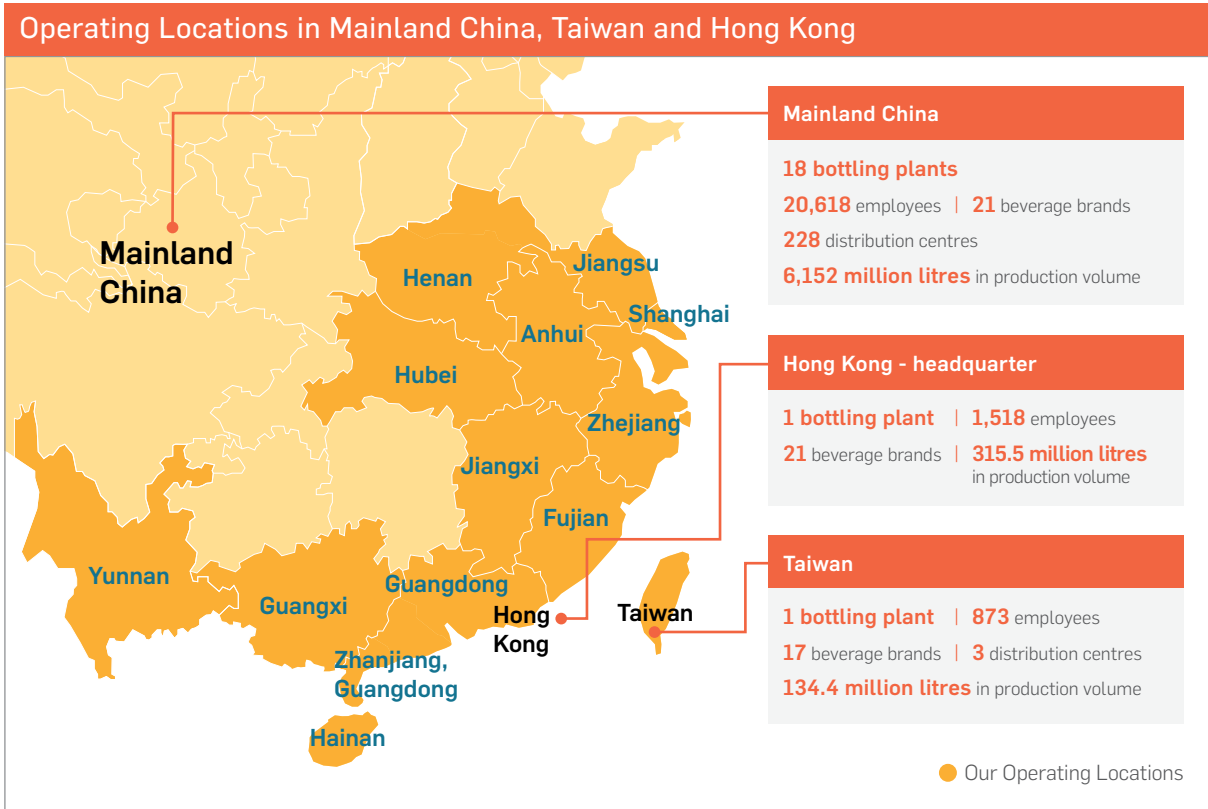 Operating Locations in Mainland China, Taiwan and Hong Kong
Mainland
China
Henan
Jiangsu
Shanghai
Anhui
Hubei
Zhejiang
Jiangxi
Fujian
Yunnan
Guangxi
Guangdong
Hong
Kong
Taiwan
Zhanjiang,
Guangdong
Hainan
Mainland China
18 bottling plants
20,618 employees | 21 beverage brands
228 distribution centres
6,152 million litres in production volume
Hong Kong - headquarter
1 bottling plant | 1,518 employees
21 beverage brands | 315.5 million litres
in production volume
Taiwan
1 bottling plant | 873 employees
17 beverage brands | 3 distribution centres
134.4 million litres in production volume
Our Operating Locations